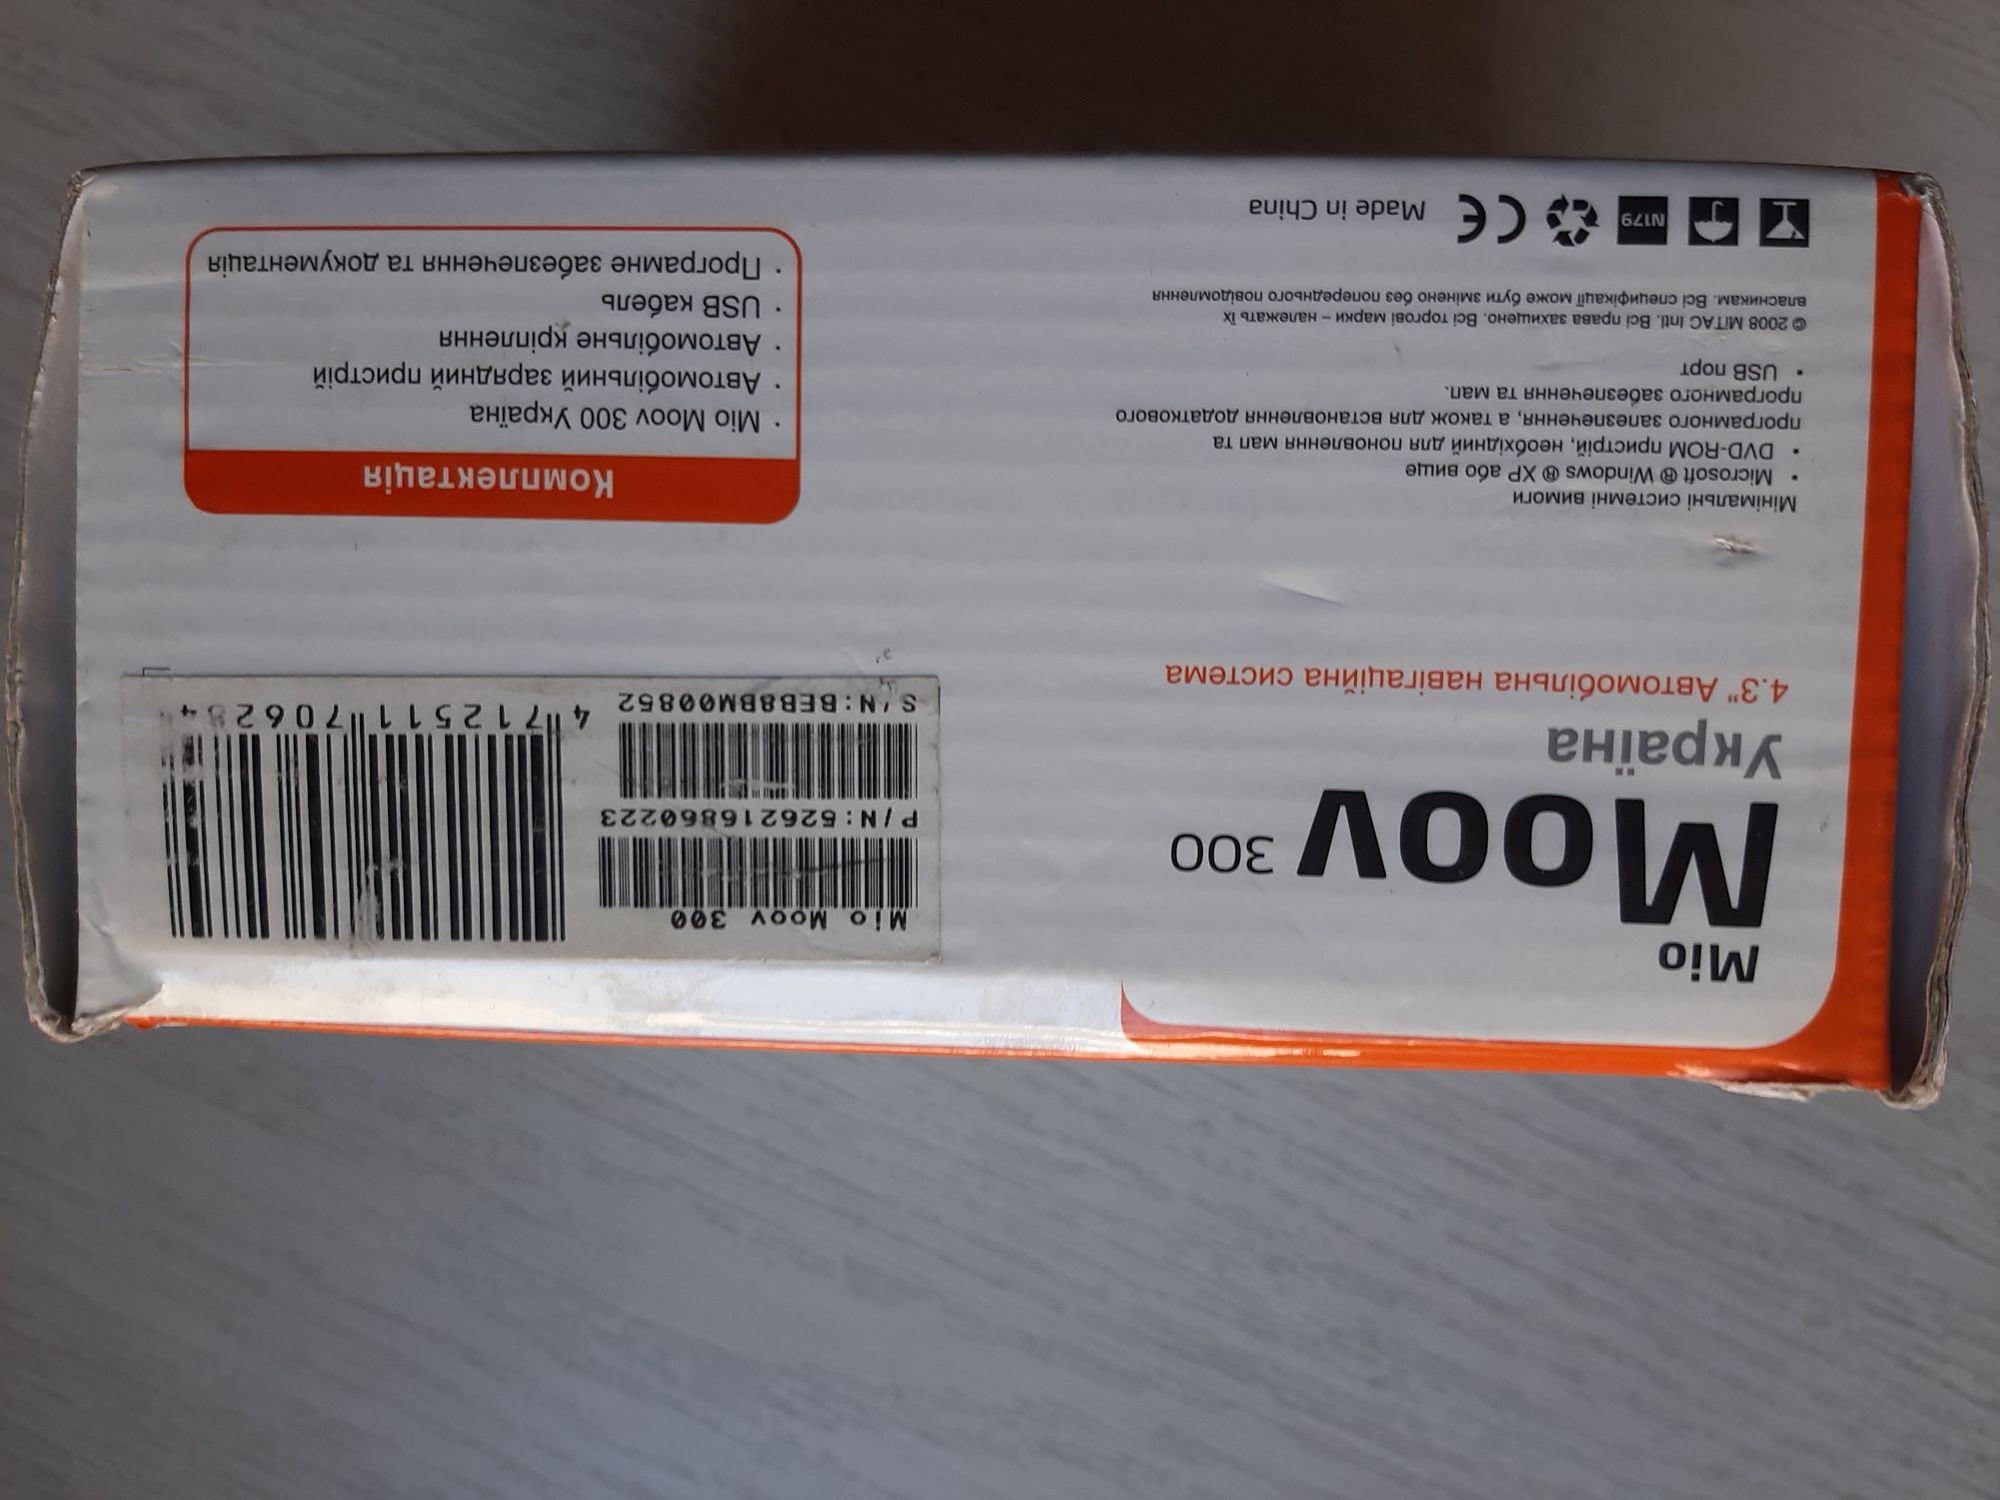 Mio
Moov 300
Україна
4.3" Автомобільна навігаційна система
Mio Moov 300
P/N:526216860223
S/N:BEB8BM00852
4 712511 706284
Мінімальні системні вимоги
• Microsoft ® Windows ® XP або вище
• DVD-ROM пристрій, необхідний для поновлення мап та
програмного запезпечення, а також для встановлення додаткового
програмного забезпечення та мап.
• USB порт
© 2008 MiTAC Intl. Всі права захищено. Всі торгові марки – належать їх
власникам. Всі специфікації може бути змінено без попереднього повідомлення
N179
CE Made in China
Комплектація
· Mio Moov 300 Україна
· Автомобільний зарядний пристрій
· Автомобільне кріплення
· USB кабель
· Програмне забезпечення та документація